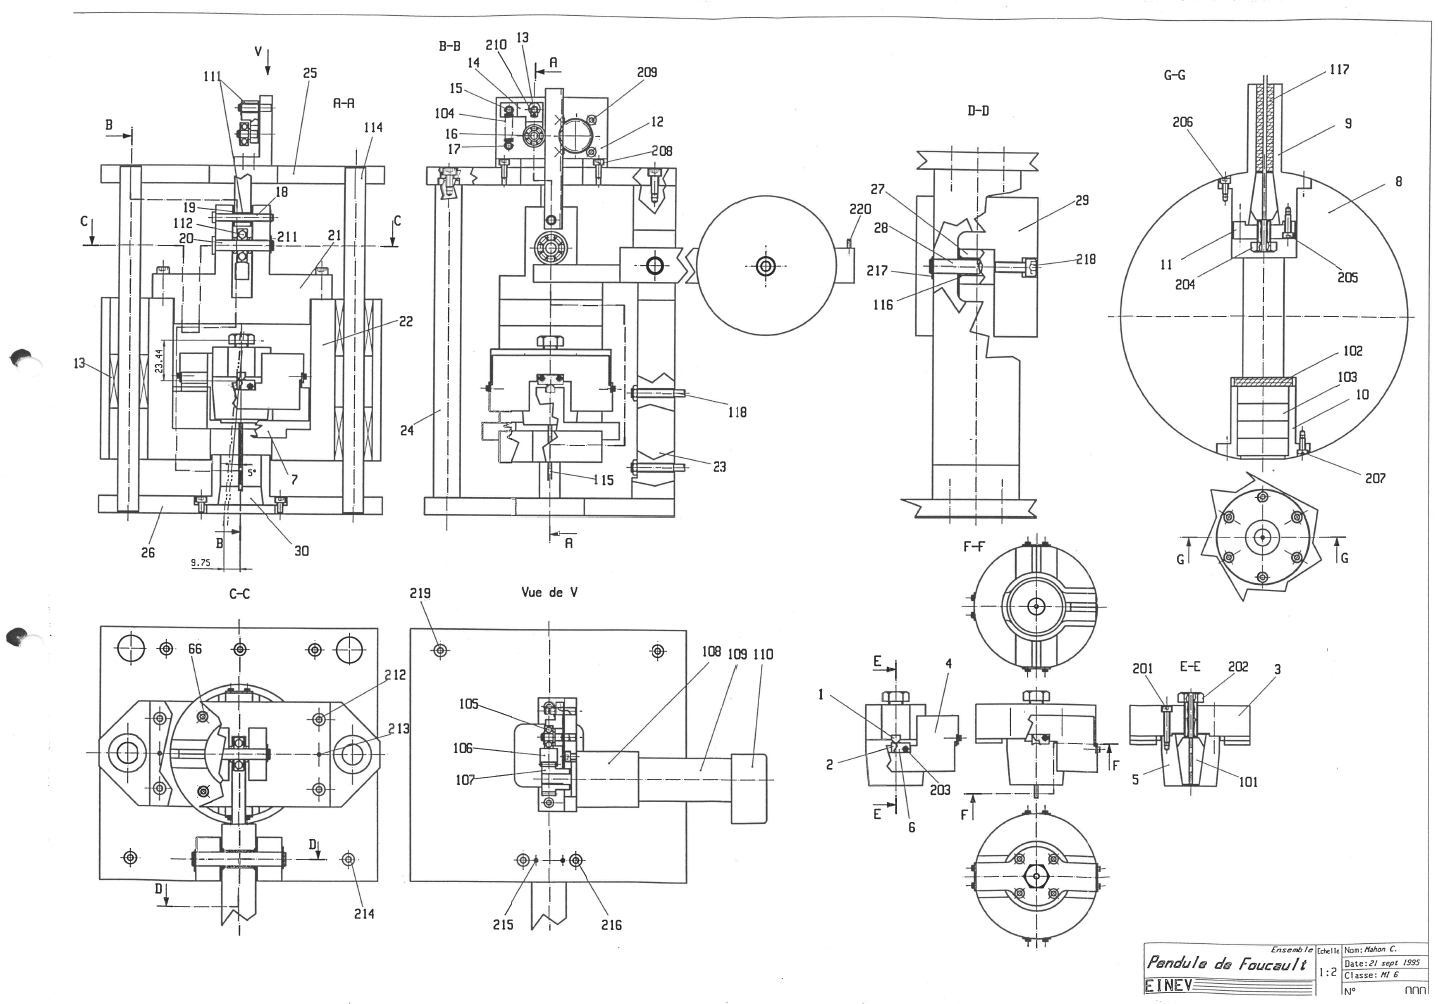 V
111
25
A-A
B
114
18
19
C
112
C
20
211
21
22
23.44
13
5°
7
B
26
30
9.75
B-B
210
13
14
A
209
15
104
12
16
17
208
24
118
23
115
A
220
D-D
27
29
28
217
218
116
G-G
117
206
9
8
11
204
205
102
103
10
207
G
G
C-C
66
212
213
D
D
214
Vue de V
219
108
109
110
105
106
107
215
216
F-F
E
4
1
2
203
6
E
F
F
201
E-E
202
3
5
101
Ensemble
Pendule de Foucault
EINEV
Echelle
1:2
Nom: Mahon C.
Date: 21 sept 1995
Classe: MI 6
N° 000